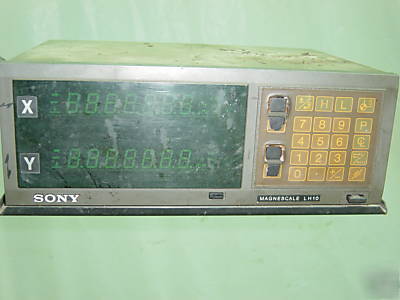 X
Y
H L
7 8 9 P
4 5 6
1 2 3
0 .
SONY
MAGNESCALE LH10